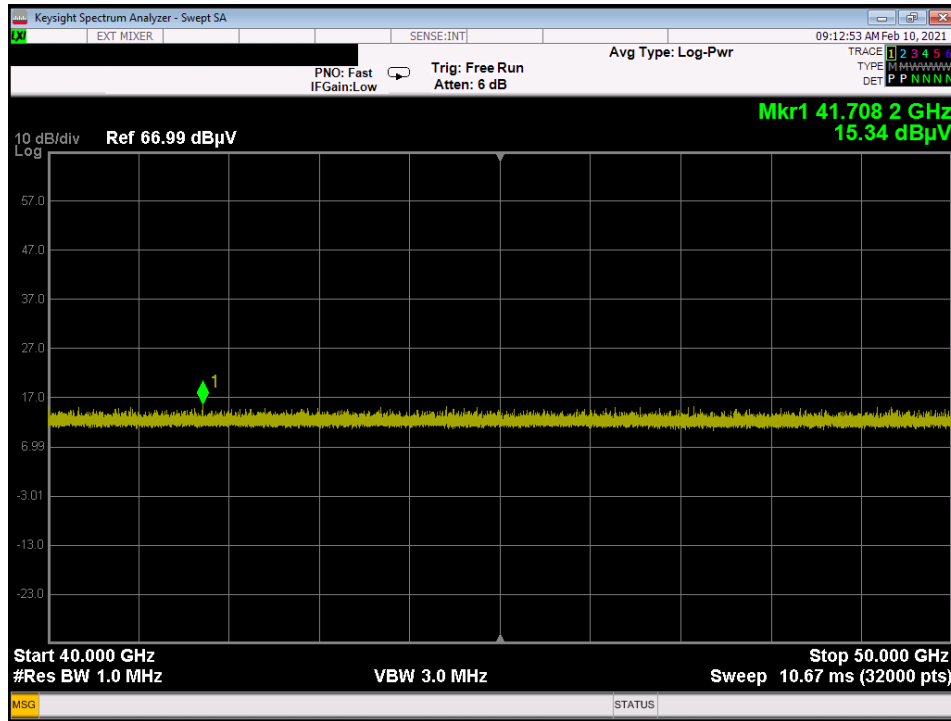 Keysight Spectrum Analyzer - Swept SA
LXI EXT MIXER SENSE:INT 09:12:53 AM Feb 10, 2021
Avg Type: Log-Pwr TRACE 1 2 3 4 5 6
PNO: Fast Trig: Free Run TYPE M M W W W W
IFGain:Low Atten: 6 dB DET P P N N N N
Mkr1 41.708 2 GHz
10 dB/div Ref 66.99 dBµV 15.34 dBµV
Log
57.0
47.0
37.0
27.0
1
17.0
6.99
-3.01
-13.0
-23.0
Start 40.000 GHz Stop 50.000 GHz
#Res BW 1.0 MHz VBW 3.0 MHz Sweep 10.67 ms (32000 pts)
MSG STATUS